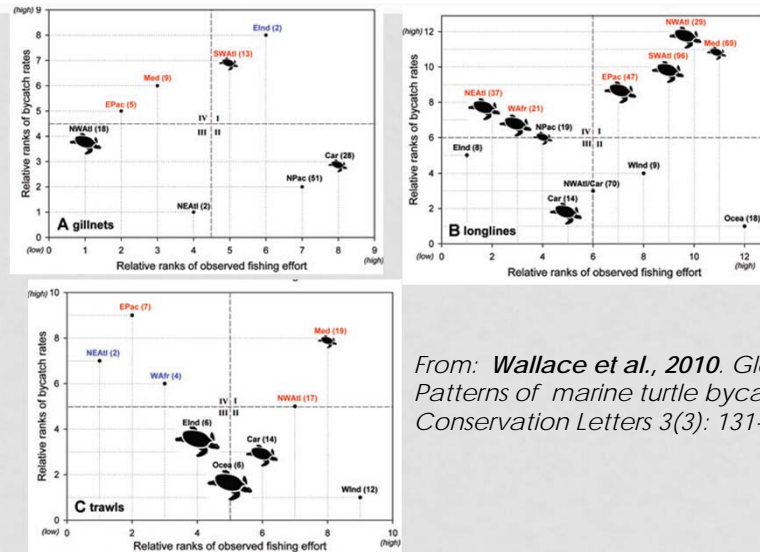 (high) 9
8
7
6
5
4
3
2
1
0
Relative ranks of bycatch rates
EInd (2)
SWAtl (13)
Med (9)
EPac (5)
IV I
III II
NWAtl (18)
Car (28)
NPac (51)
NEAtl (2)
A gillnets
0 1 2 3 4 5 6 7 8 9
(low) (high)
Relative ranks of observed fishing effort
(high) 12
10
8
6
4
2
0
Relative ranks of bycatch rates
NWAtl (29)
Med (69)
SWAtl (96)
EPac (47)
NEAtl (37)
WAfr (21)
NPac (19)
IV I
III II
EInd (8)
WInd (9)
NWAtl/Car (70)
Car (14)
Ocea (18)
B longlines
0 2 4 6 8 10 12
(low) (high)
Relative ranks of observed fishing effort
(high) 10
8
6
4
2
0
Relative ranks of bycatch rates
EPac (7)
Med (19)
NEAtl (2)
WAfr (4)
NWAtl (17)
IV I
III II
EInd (6)
Car (14)
Ocea (6)
WInd (12)
C trawls
0 2 4 6 8 10
(low) (high)
Relative ranks of observed fishing effort
From: Wallace et al., 2010. Glo
Patterns of marine turtle byca
Conservation Letters 3(3): 131-